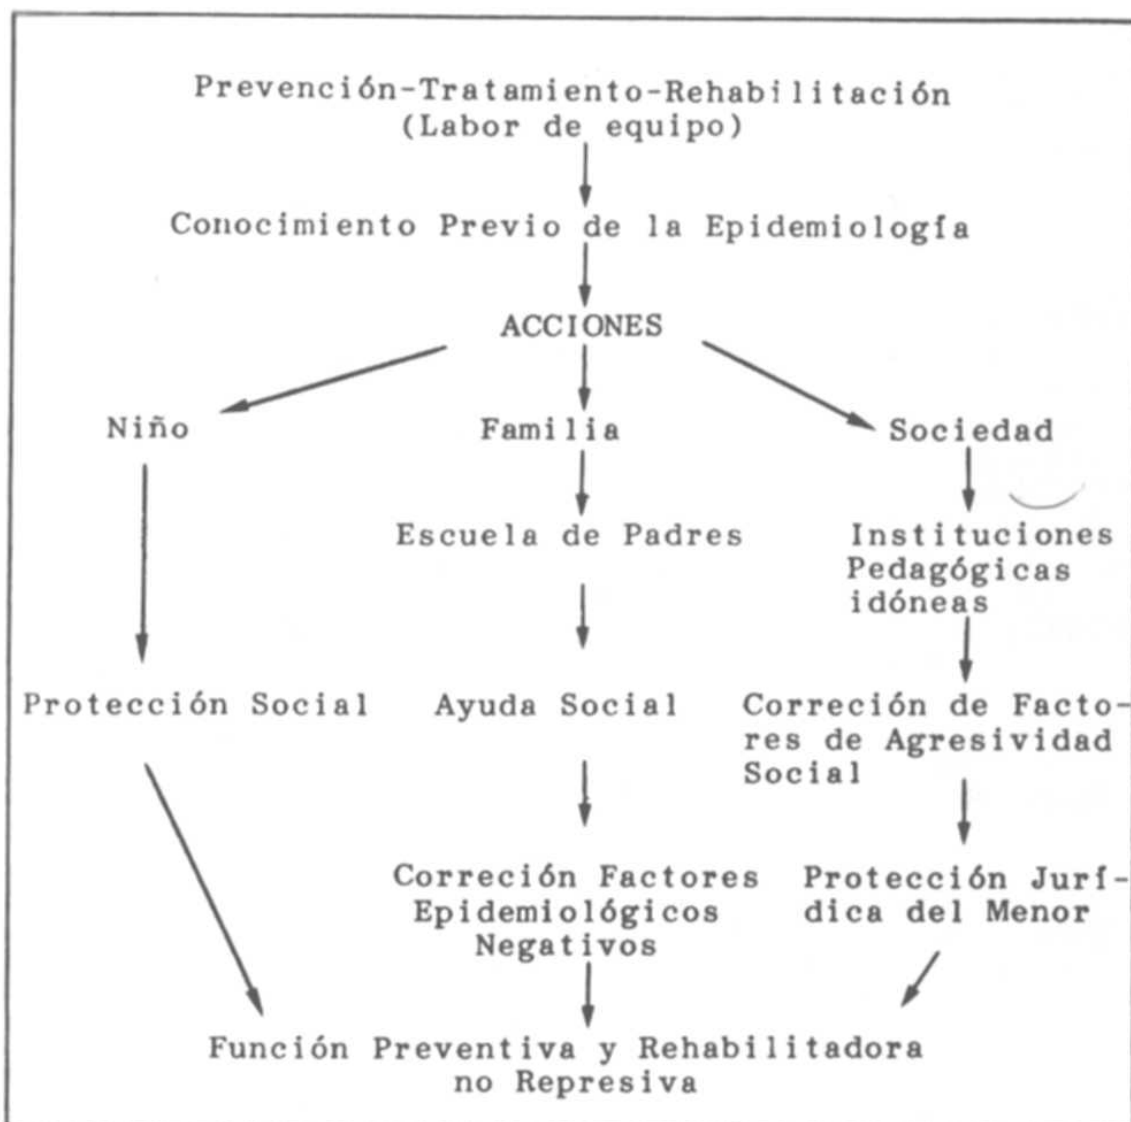 Prevención-Tratamiento-Rehabilitación
(Labor de equipo)
Conocimiento Previo de la Epidemiología
ACCIONES
Niño
Familia
Sociedad
Escuela de Padres
Instituciones
Pedagógicas
idóneas
Protección Social
Ayuda Social
Correción de Facto-
res de Agresividad
Social
Correción Factores
Epidemiológicos
Negativos
Protección Jurí-
dica del Menor
Función Preventiva y Rehabilitadora
no Represiva